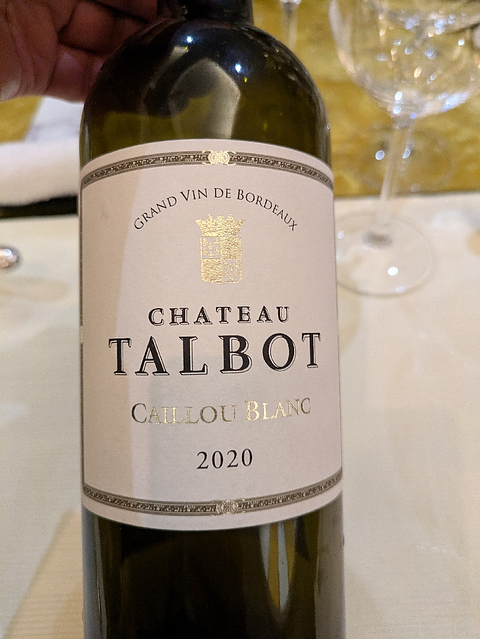 GRAND VIN DE BORDEAUX
CHATEAU
TALBOT
CAILLOU BLANC
2020